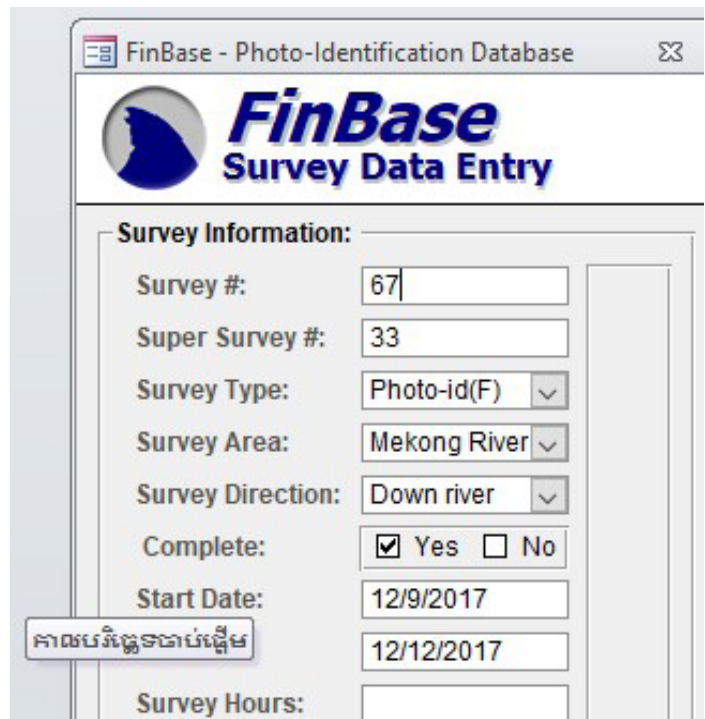 FinBase - Photo-Identification Database
FinBase
Survey Data Entry
Survey Information:
Survey #: 67
Super Survey #: 33
Survey Type: Photo-id(F)
Survey Area: Mekong River
Survey Direction: Down river
Complete: Yes No
Start Date: 12/9/2017
កាលបរិច្ឆេទចាប់ផ្តើម 12/12/2017
Survey Hours: